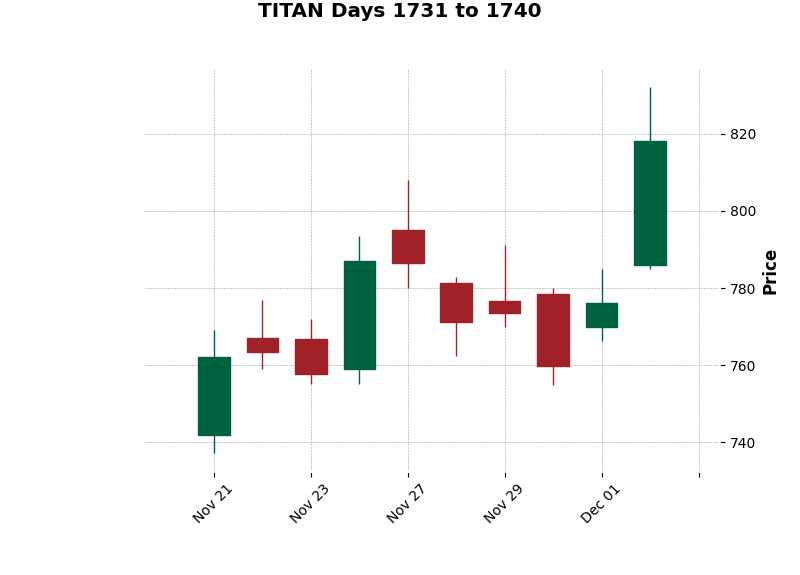 TITAN Days 1731 to 1740
820
800
780
760
740
Price
Nov 21
Nov 23
Nov 27
Nov 29
Dec 01